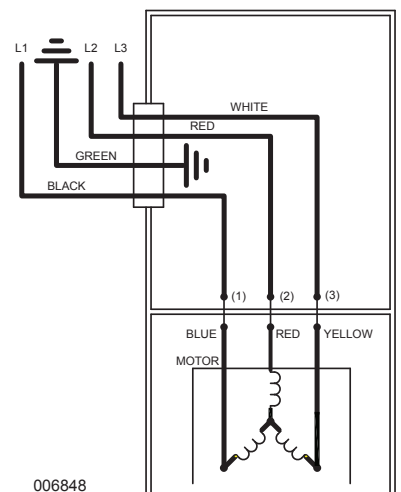 L1 L2 L3
WHITE
RED
GREEN
BLACK
(1) (2) (3)
BLUE RED YELLOW
MOTOR
006848